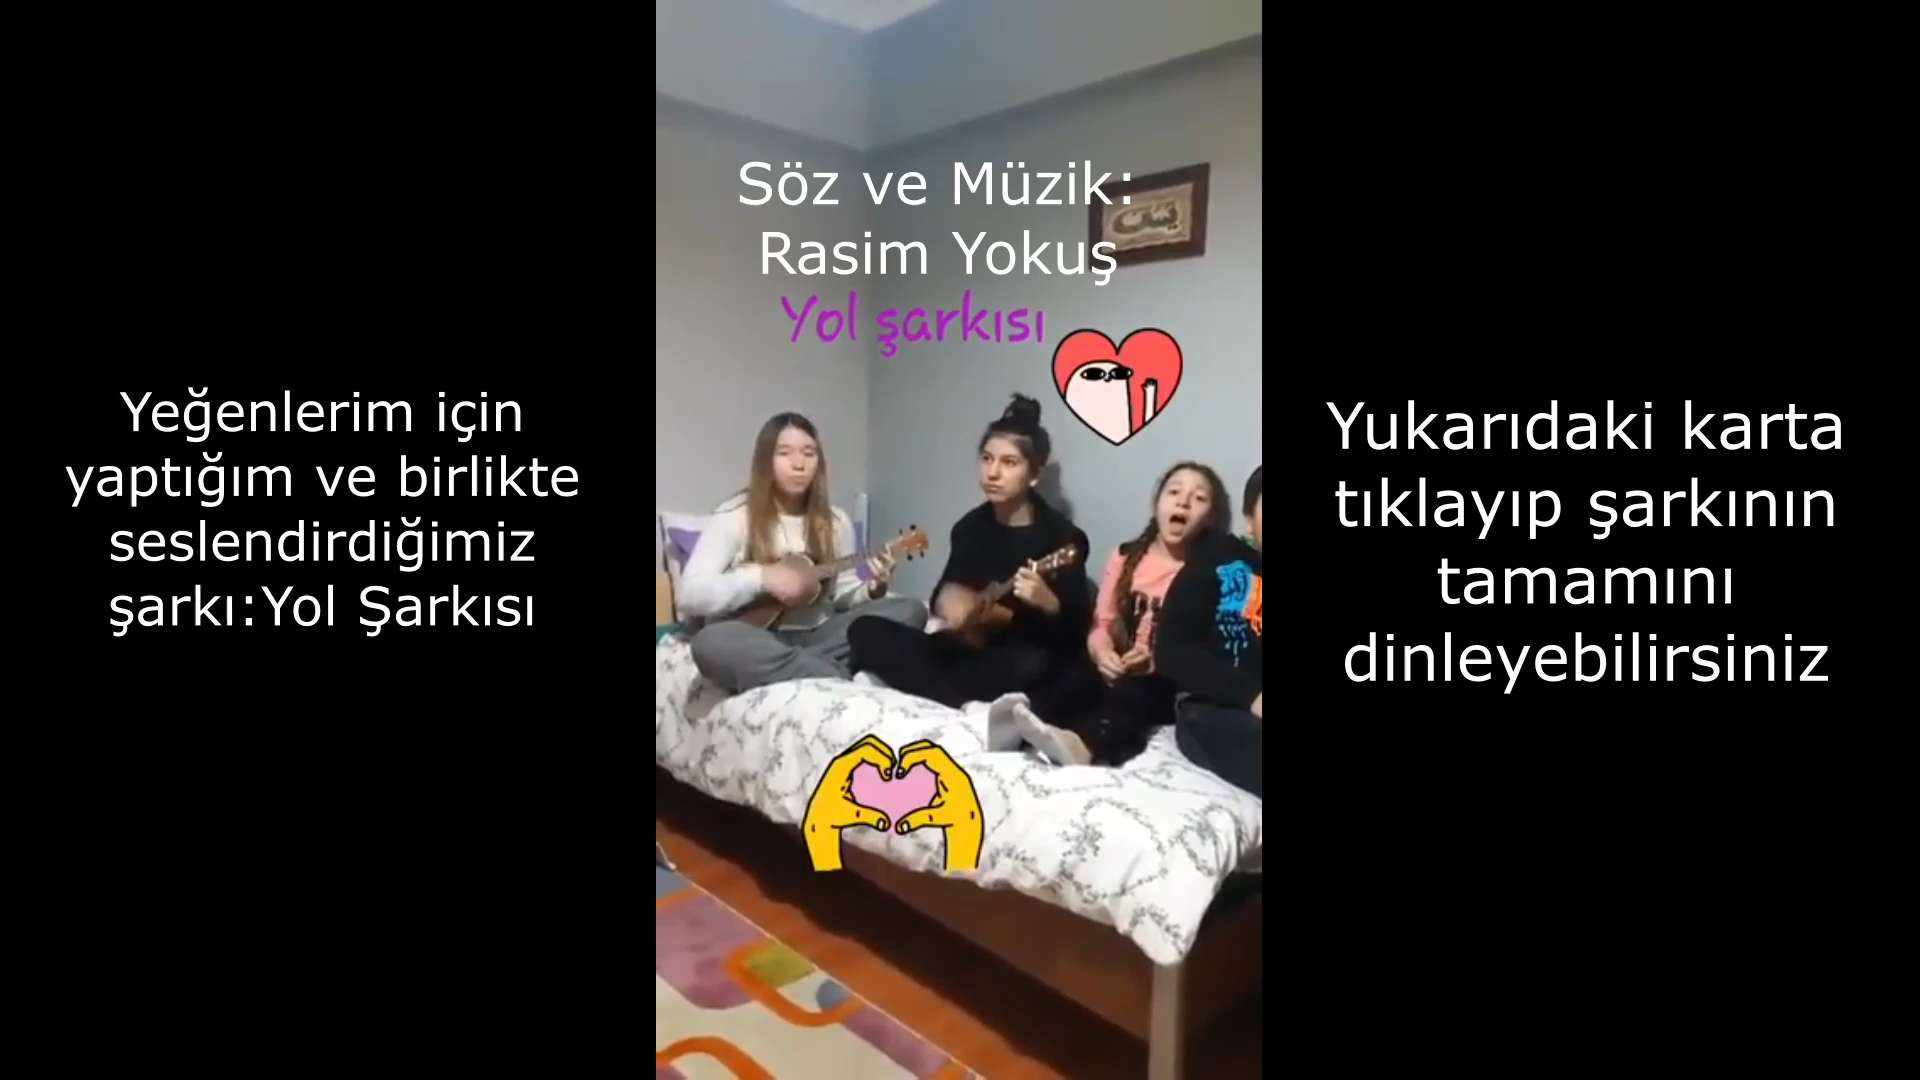 Yeğenlerim için
yaptığım ve birlikte
seslendirdiğimiz
şarkı:Yol Şarkısı
Söz ve Müzik:
Rasim Yokuş
Yol şarkısı
Yukarıdaki karta
tıklayıp şarkının
tamamını
dinleyebilirsiniz